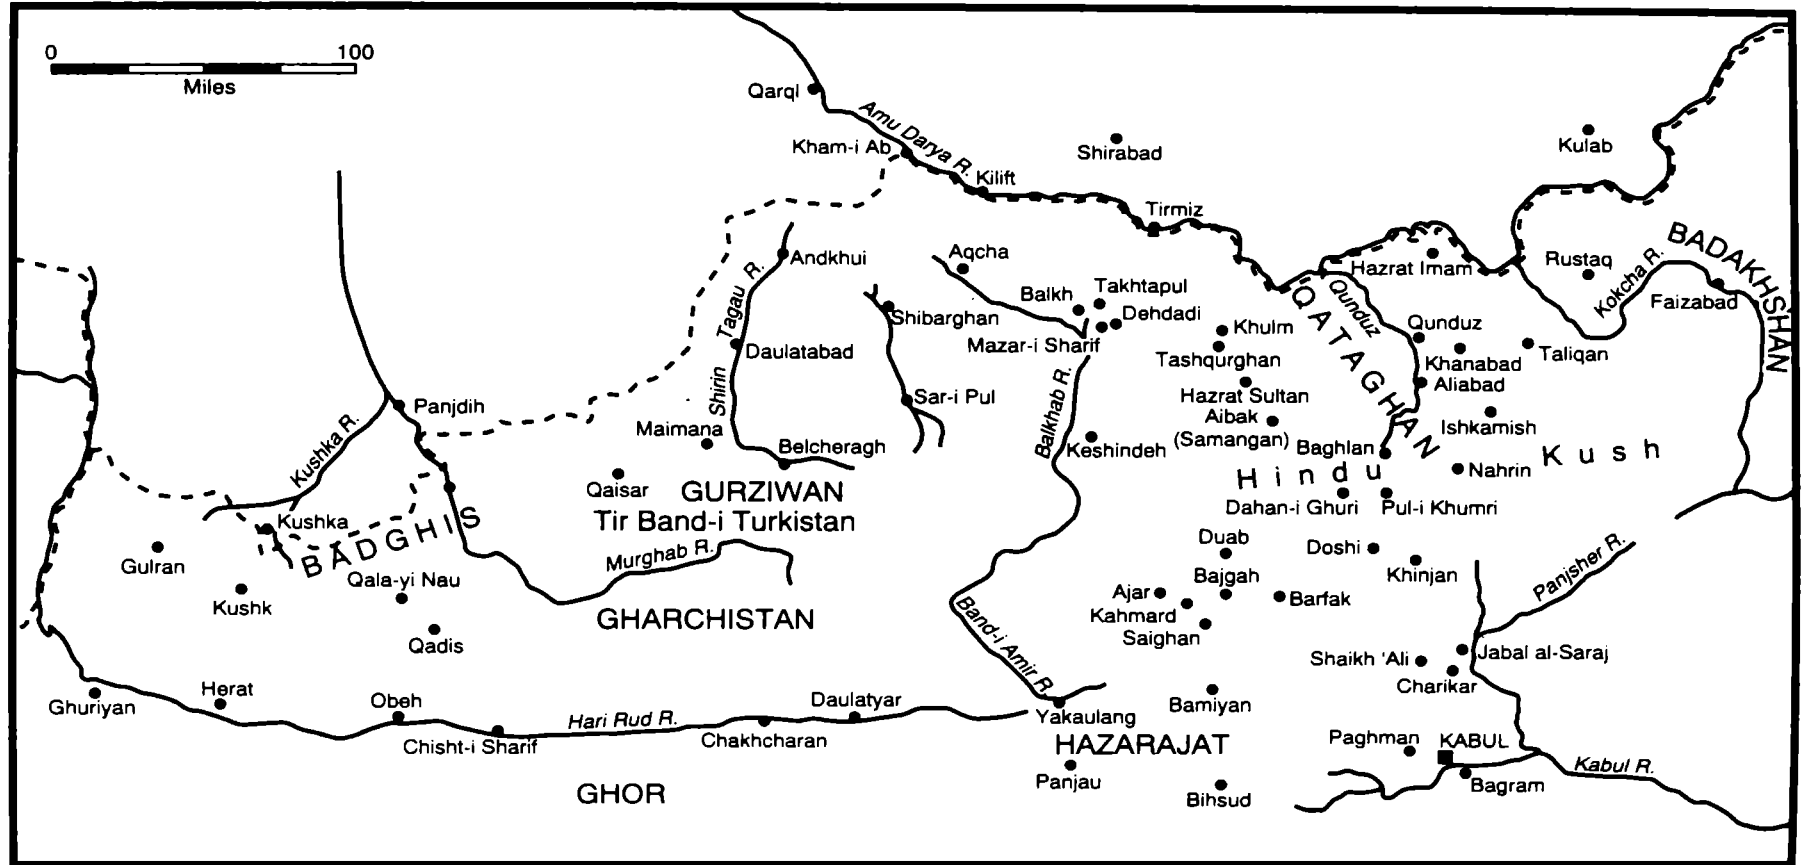 0 100
Miles
Qarql
Amu Darya R.
Kham-i Ab
Kilift
Shirabad
Kulab
Tirmiz
BADAKHSHAN
Aqcha
Andkhui
Hazrat Imam
Rustaq
Kokcha R.
Faizabad
Balkh
Takhtapul
Dehdadi
Shibarghan
Mazar-i Sharif
Khulm
Tashqurghan
QATAGHAN
Qunduz
Qunduz
Khanabad
Taliqan
Aliabad
Shirin Tagau R.
Daulatabad
Panjdih
Sar-i Pul
Balkhab R.
Hazrat Sultan
Aibak
(Samangan)
Ishkamish
Kushka R.
Maimana
Belcheragh
Keshindeh
Baghlan
Hindu Kush
Nahrin
Qaisar
GURZIWAN
Tir Band-i Turkistan
Dahan-i Ghuri
Pul-i Khumri
Kushka
BADGHIS
Gulran
Murghab R.
Duab
Doshi
Khinjan
Panjsher R.
Kushk
Qala-yi Nau
Bajgah
Ajar
Barfak
Kahmard
Saighan
GHARCHISTAN
Qadis
Band-i Amir R.
Shaikh 'Ali
Jabal al-Saraj
Charikar
Ghuriyan
Herat
Obeh
Daulatyar
Bamiyan
Hari Rud R.
Yakaulang
Chisht-i Sharif
Chakhcharan
HAZARAJAT
Paghman
KABUL
Kabul R.
Panjau
Bagram
GHOR
Bihsud